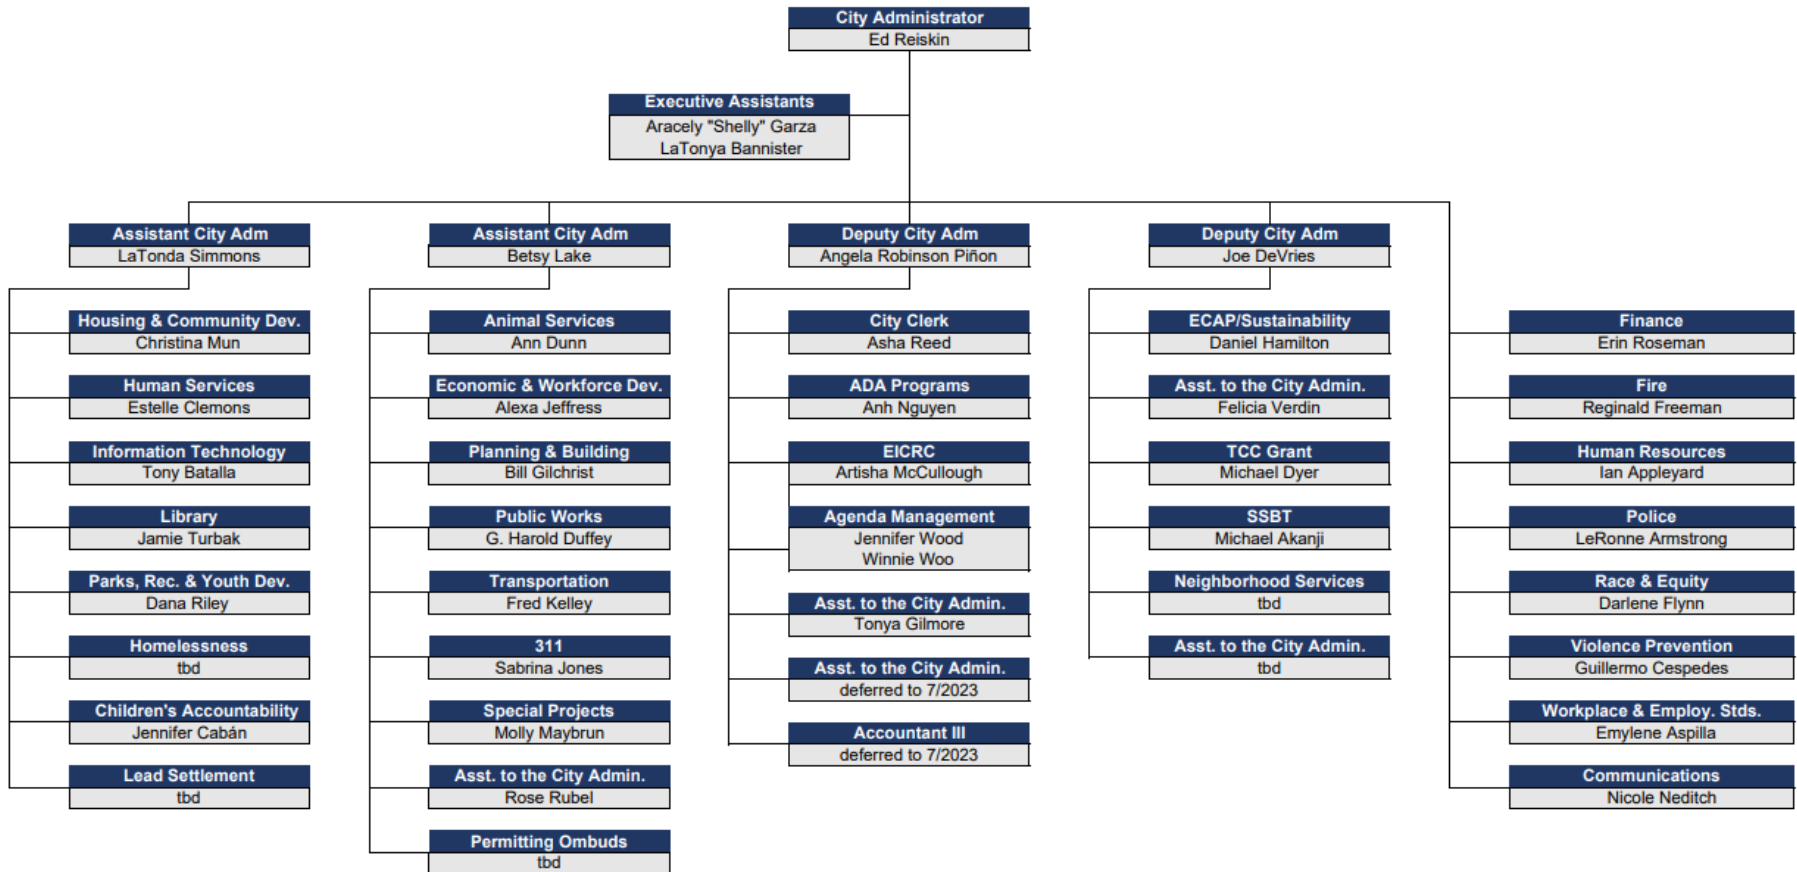 City Administrator
Ed Reiskin
Executive Assistants
Aracely "Shelly" Garza
LaTonya Bannister
Assistant City Adm
LaTonda Simmons
Housing & Community Dev.
Christina Mun
Human Services
Estelle Clemons
Information Technology
Tony Batalla
Library
Jamie Turbak
Parks, Rec. & Youth Dev.
Dana Riley
Homelessness
tbd
Children's Accountability
Jennifer Cabán
Lead Settlement
tbd
Assistant City Adm
Betsy Lake
Animal Services
Ann Dunn
Economic & Workforce Dev.
Alexa Jeffress
Planning & Building
Bill Gilchrist
Public Works
G. Harold Duffey
Transportation
Fred Kelley
311
Sabrina Jones
Special Projects
Molly Maybrun
Asst. to the City Admin.
Rose Rubel
Permitting Ombuds
tbd
Deputy City Adm
Angela Robinson Piñon
City Clerk
Asha Reed
ADA Programs
Anh Nguyen
EICRC
Artisha McCullough
Agenda Management
Jennifer Wood
Winnie Woo
Asst. to the City Admin.
Tonya Gilmore
Asst. to the City Admin.
deferred to 7/2023
Accountant III
deferred to 7/2023
Deputy City Adm
Joe DeVries
ECAP/Sustainability
Daniel Hamilton
Asst. to the City Admin.
Felicia Verdin
TCC Grant
Michael Dyer
SSBT
Michael Akanji
Neighborhood Services
tbd
Asst. to the City Admin.
tbd
Finance
Erin Roseman
Fire
Reginald Freeman
Human Resources
Ian Appleyard
Police
LeRonne Armstrong
Race & Equity
Darlene Flynn
Violence Prevention
Guillermo Cespedes
Workplace & Employ. Stds.
Emylene Aspilla
Communications
Nicole Neditch